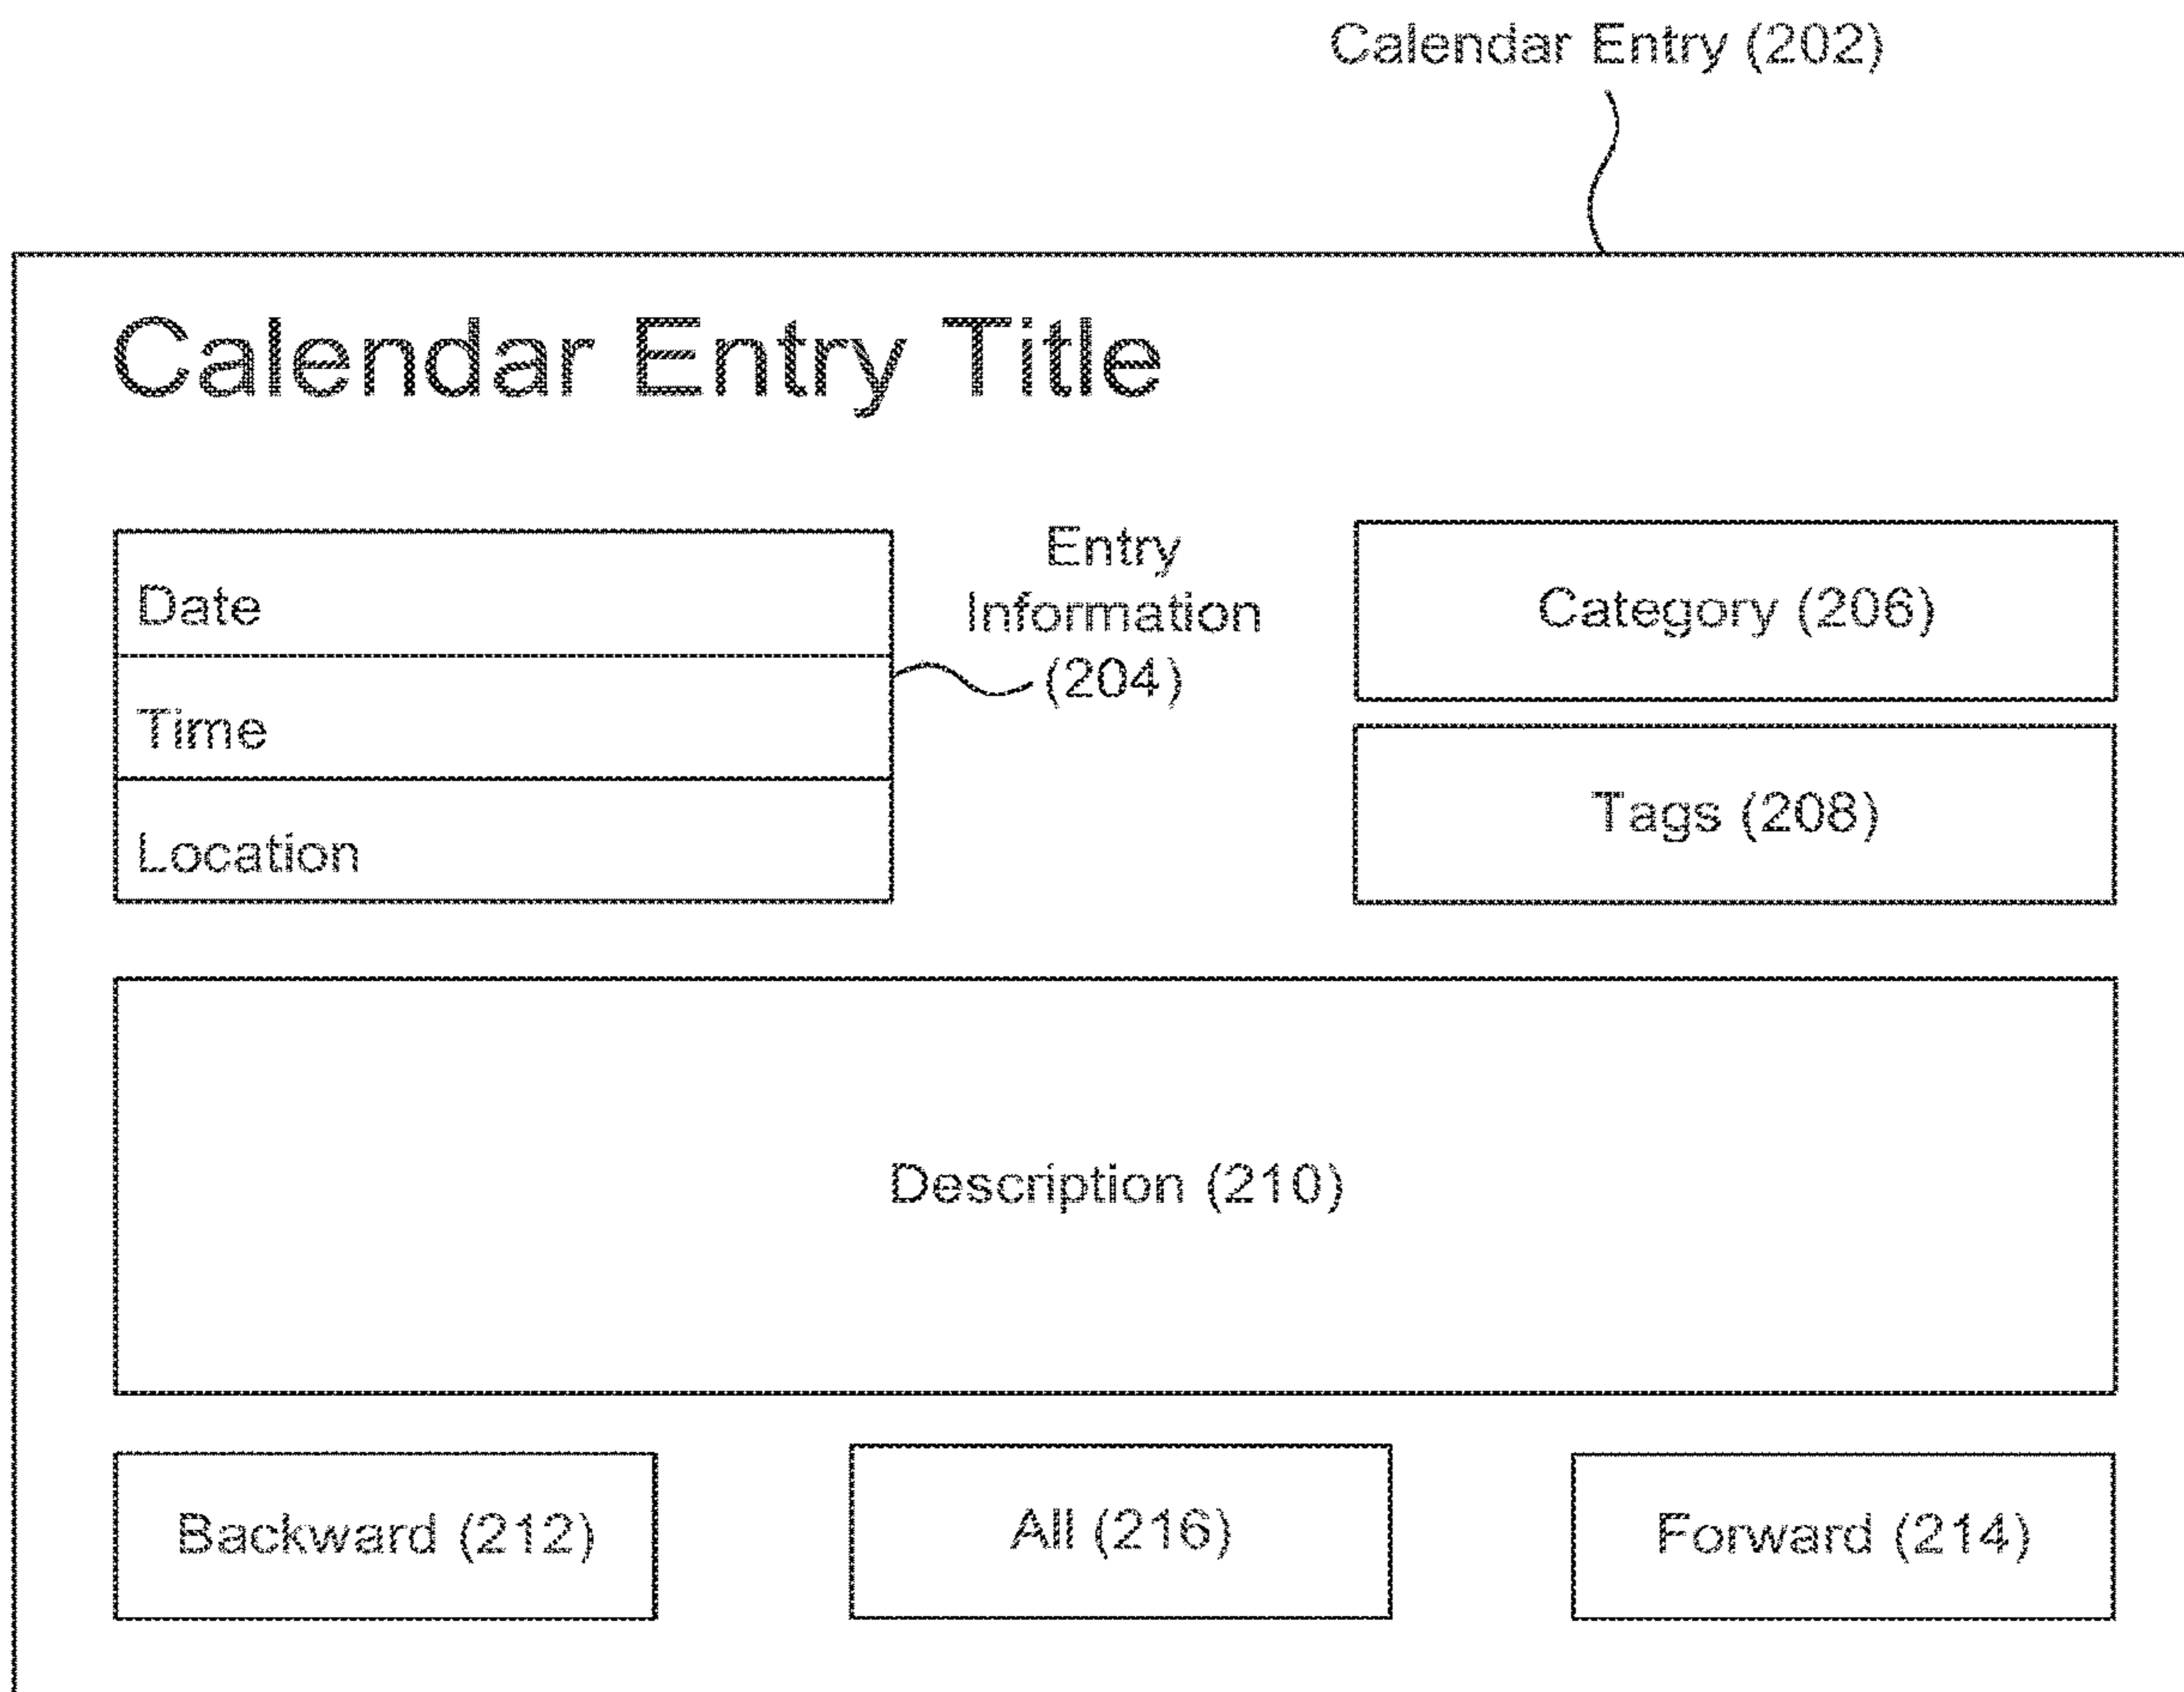 Calendar Entry (202)
Calendar Entry Title
Date
Time
Location
Entry
Information
(204)
Category (206)
Tags (208)
Description (210)
Backward (212)
All (216)
Forward (214)